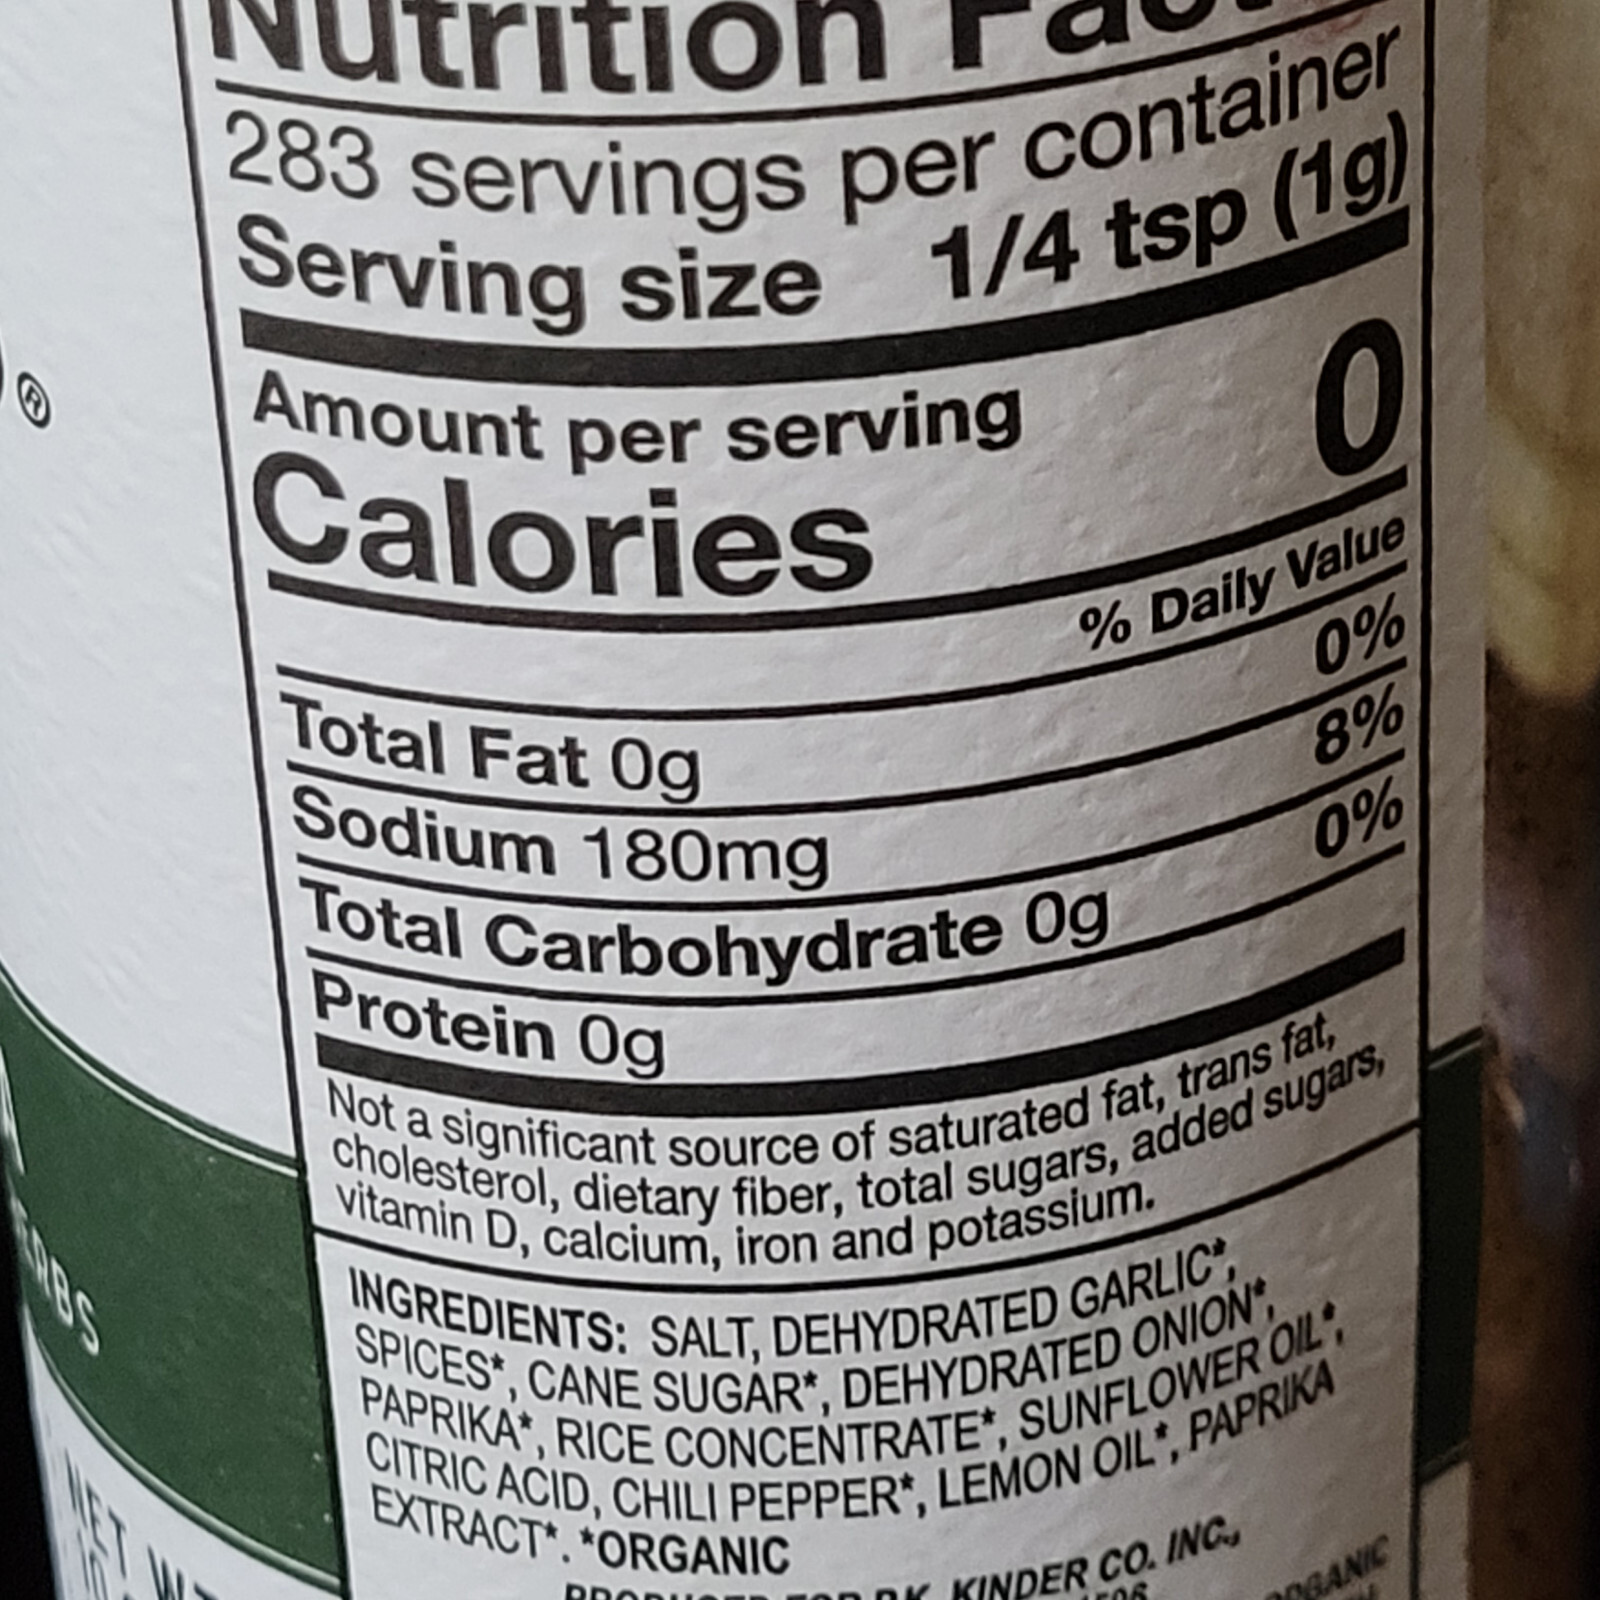 Nutrition
283 servings per container
Serving size 1/4 tsp (1g)
Amount per serving
Calories 0
% Daily Value
Total Fat 0g 0%
Sodium 180mg 8%
Total Carbohydrate 0g 0%
Protein 0g
Not a significant source of saturated fat, trans fat,
cholesterol, dietary fiber, total sugars, added sugars,
vitamin D, calcium, iron and potassium.
INGREDIENTS: SALT, DEHYDRATED GARLIC*,
SPICES*, CANE SUGAR*, DEHYDRATED ONION*,
PAPRIKA*, RICE CONCENTRATE*, SUNFLOWER OIL*,
CITRIC ACID, CHILI PEPPER*, LEMON OIL*, PAPRIKA
EXTRACT*. *ORGANIC
KINDER CO. INC.,
ORGANIC
®
NET